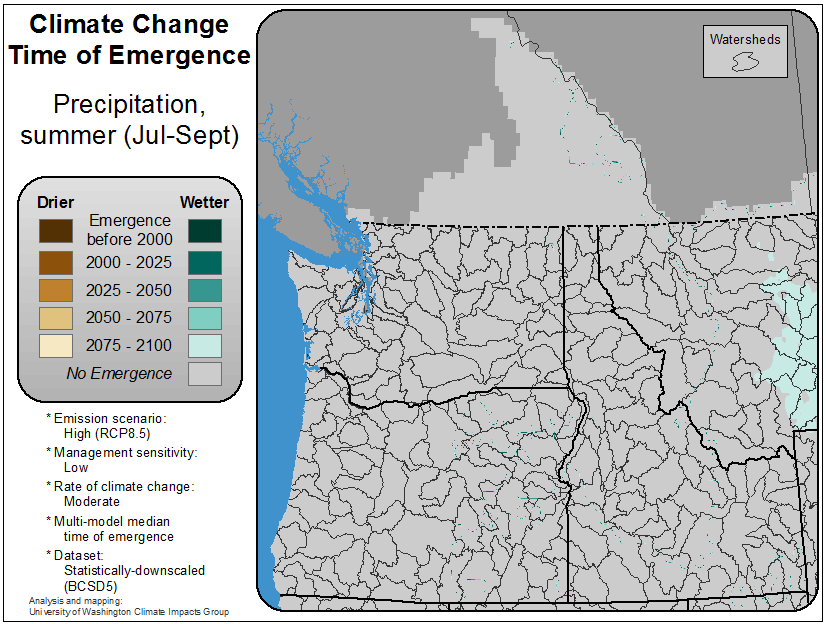 Climate Change
Time of Emergence
Precipitation,
summer (Jul-Sept)
Drier
Wetter
Emergence
before 2000
2000 - 2025
2025 - 2050
2050 - 2075
2075 - 2100
No Emergence
* Emission scenario:
High (RCP8.5)
* Management sensitivity:
Low
* Rate of climate change:
Moderate
* Multi-model median
time of emergence
* Dataset:
Statistically-downscaled
(BCSD5)
Analysis and mapping:
University of Washington Climate Impacts Group
Watersheds